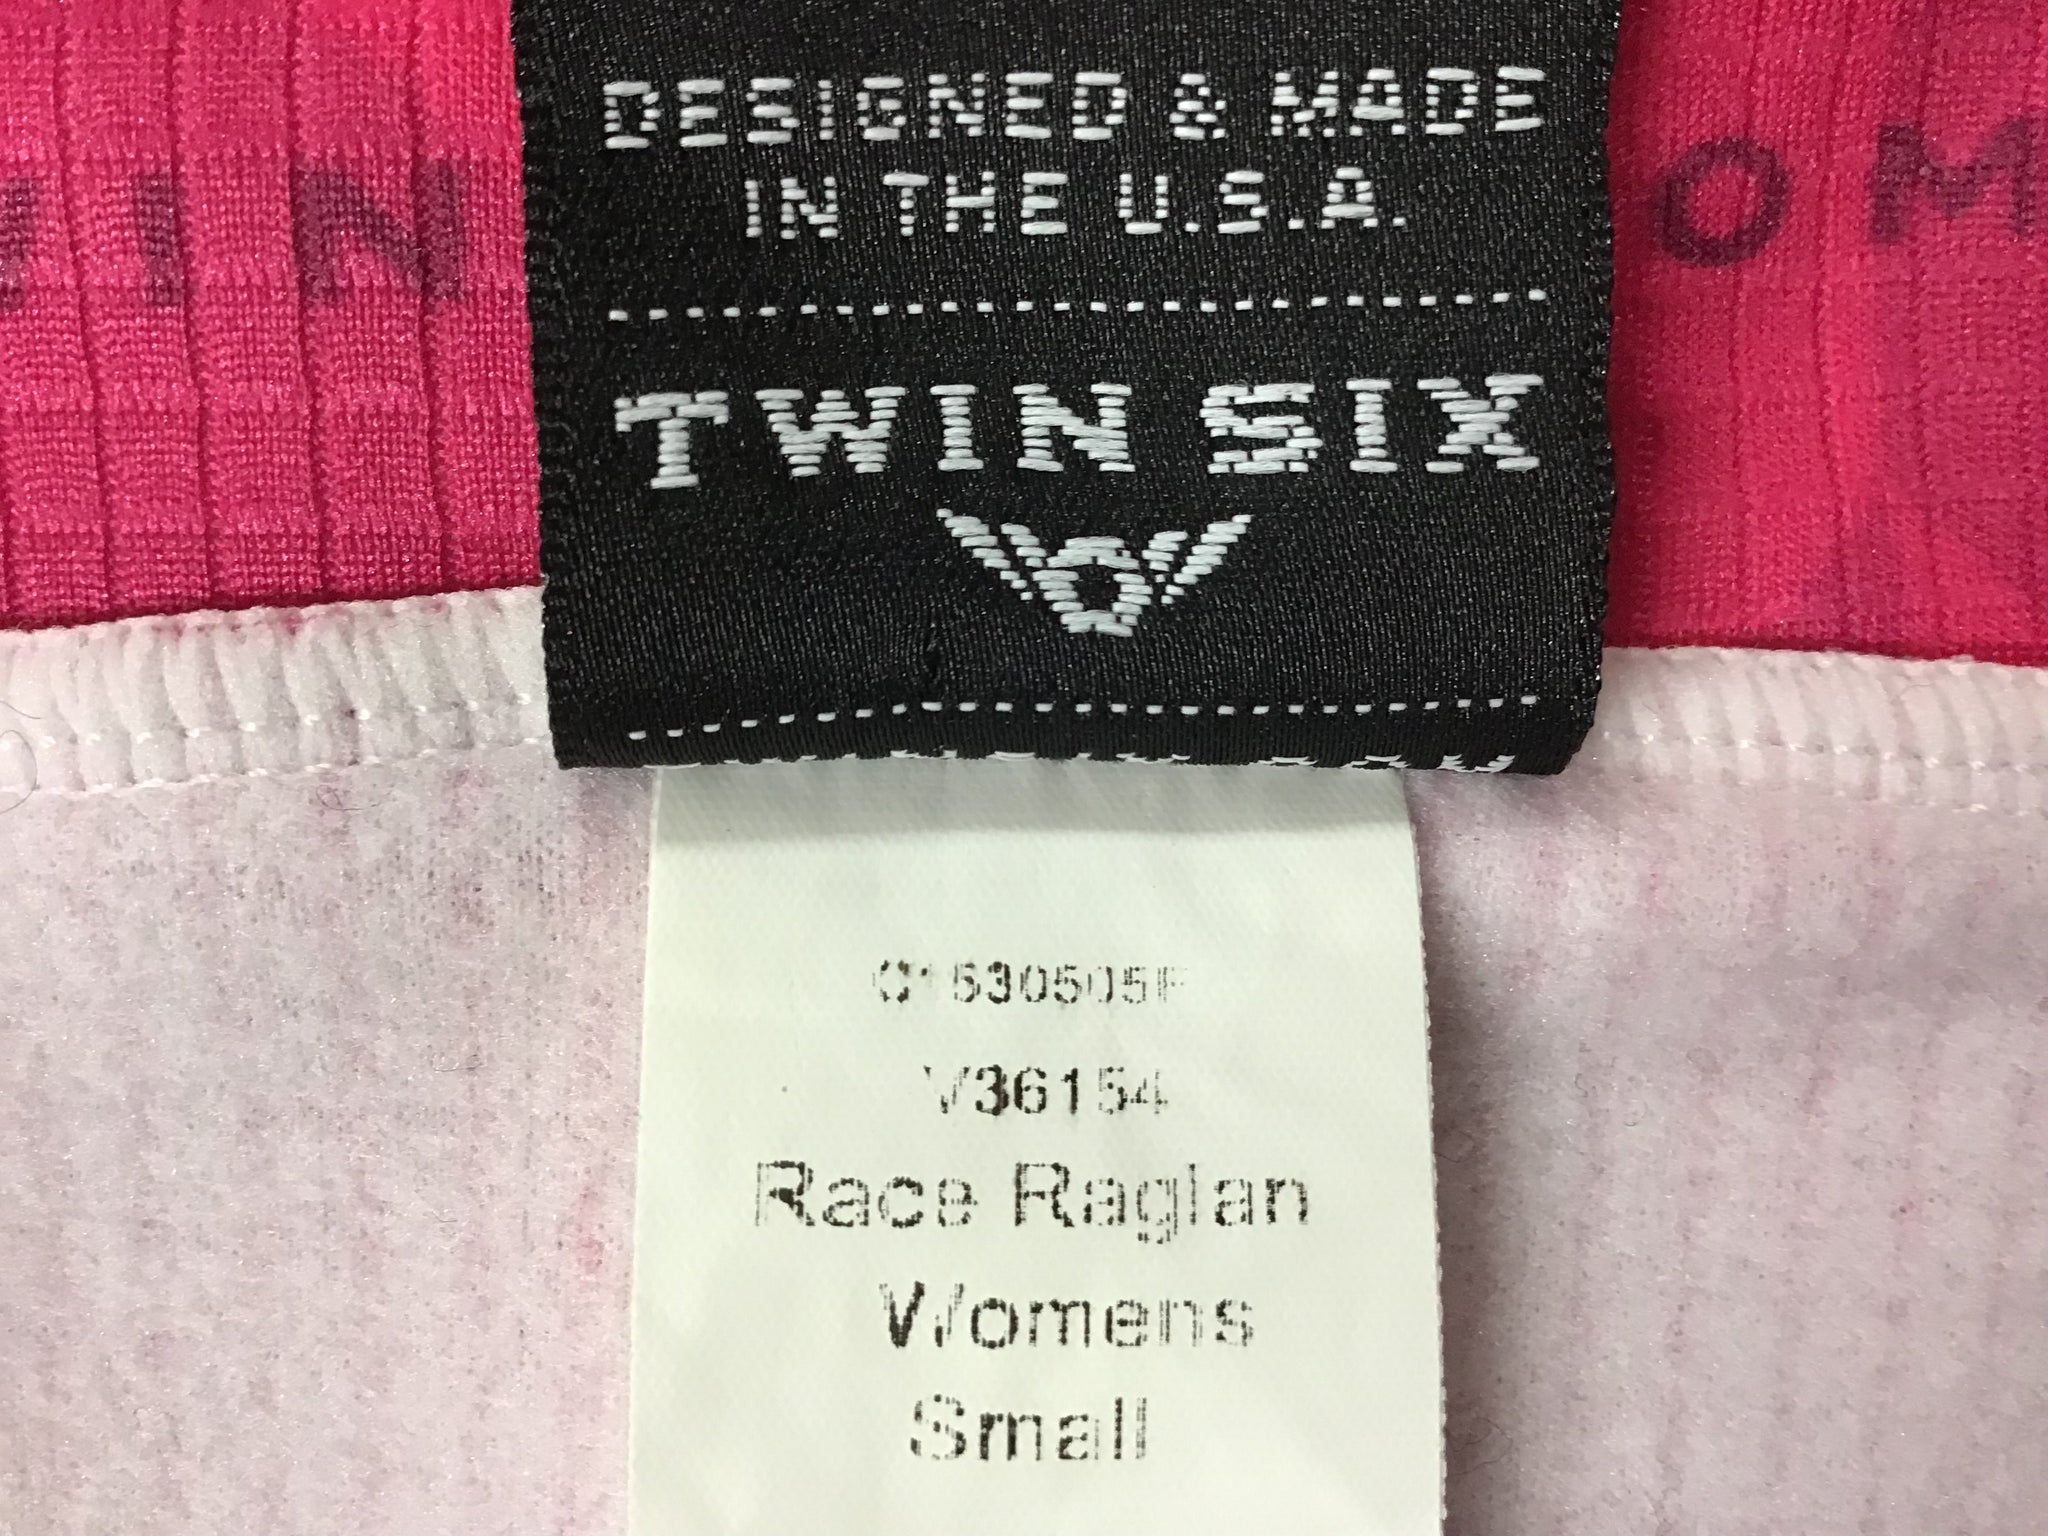 DESIGNED & MADE
IN THE U.S.A.
TWIN SIX
V36154
Race Raglan
Womens
Small